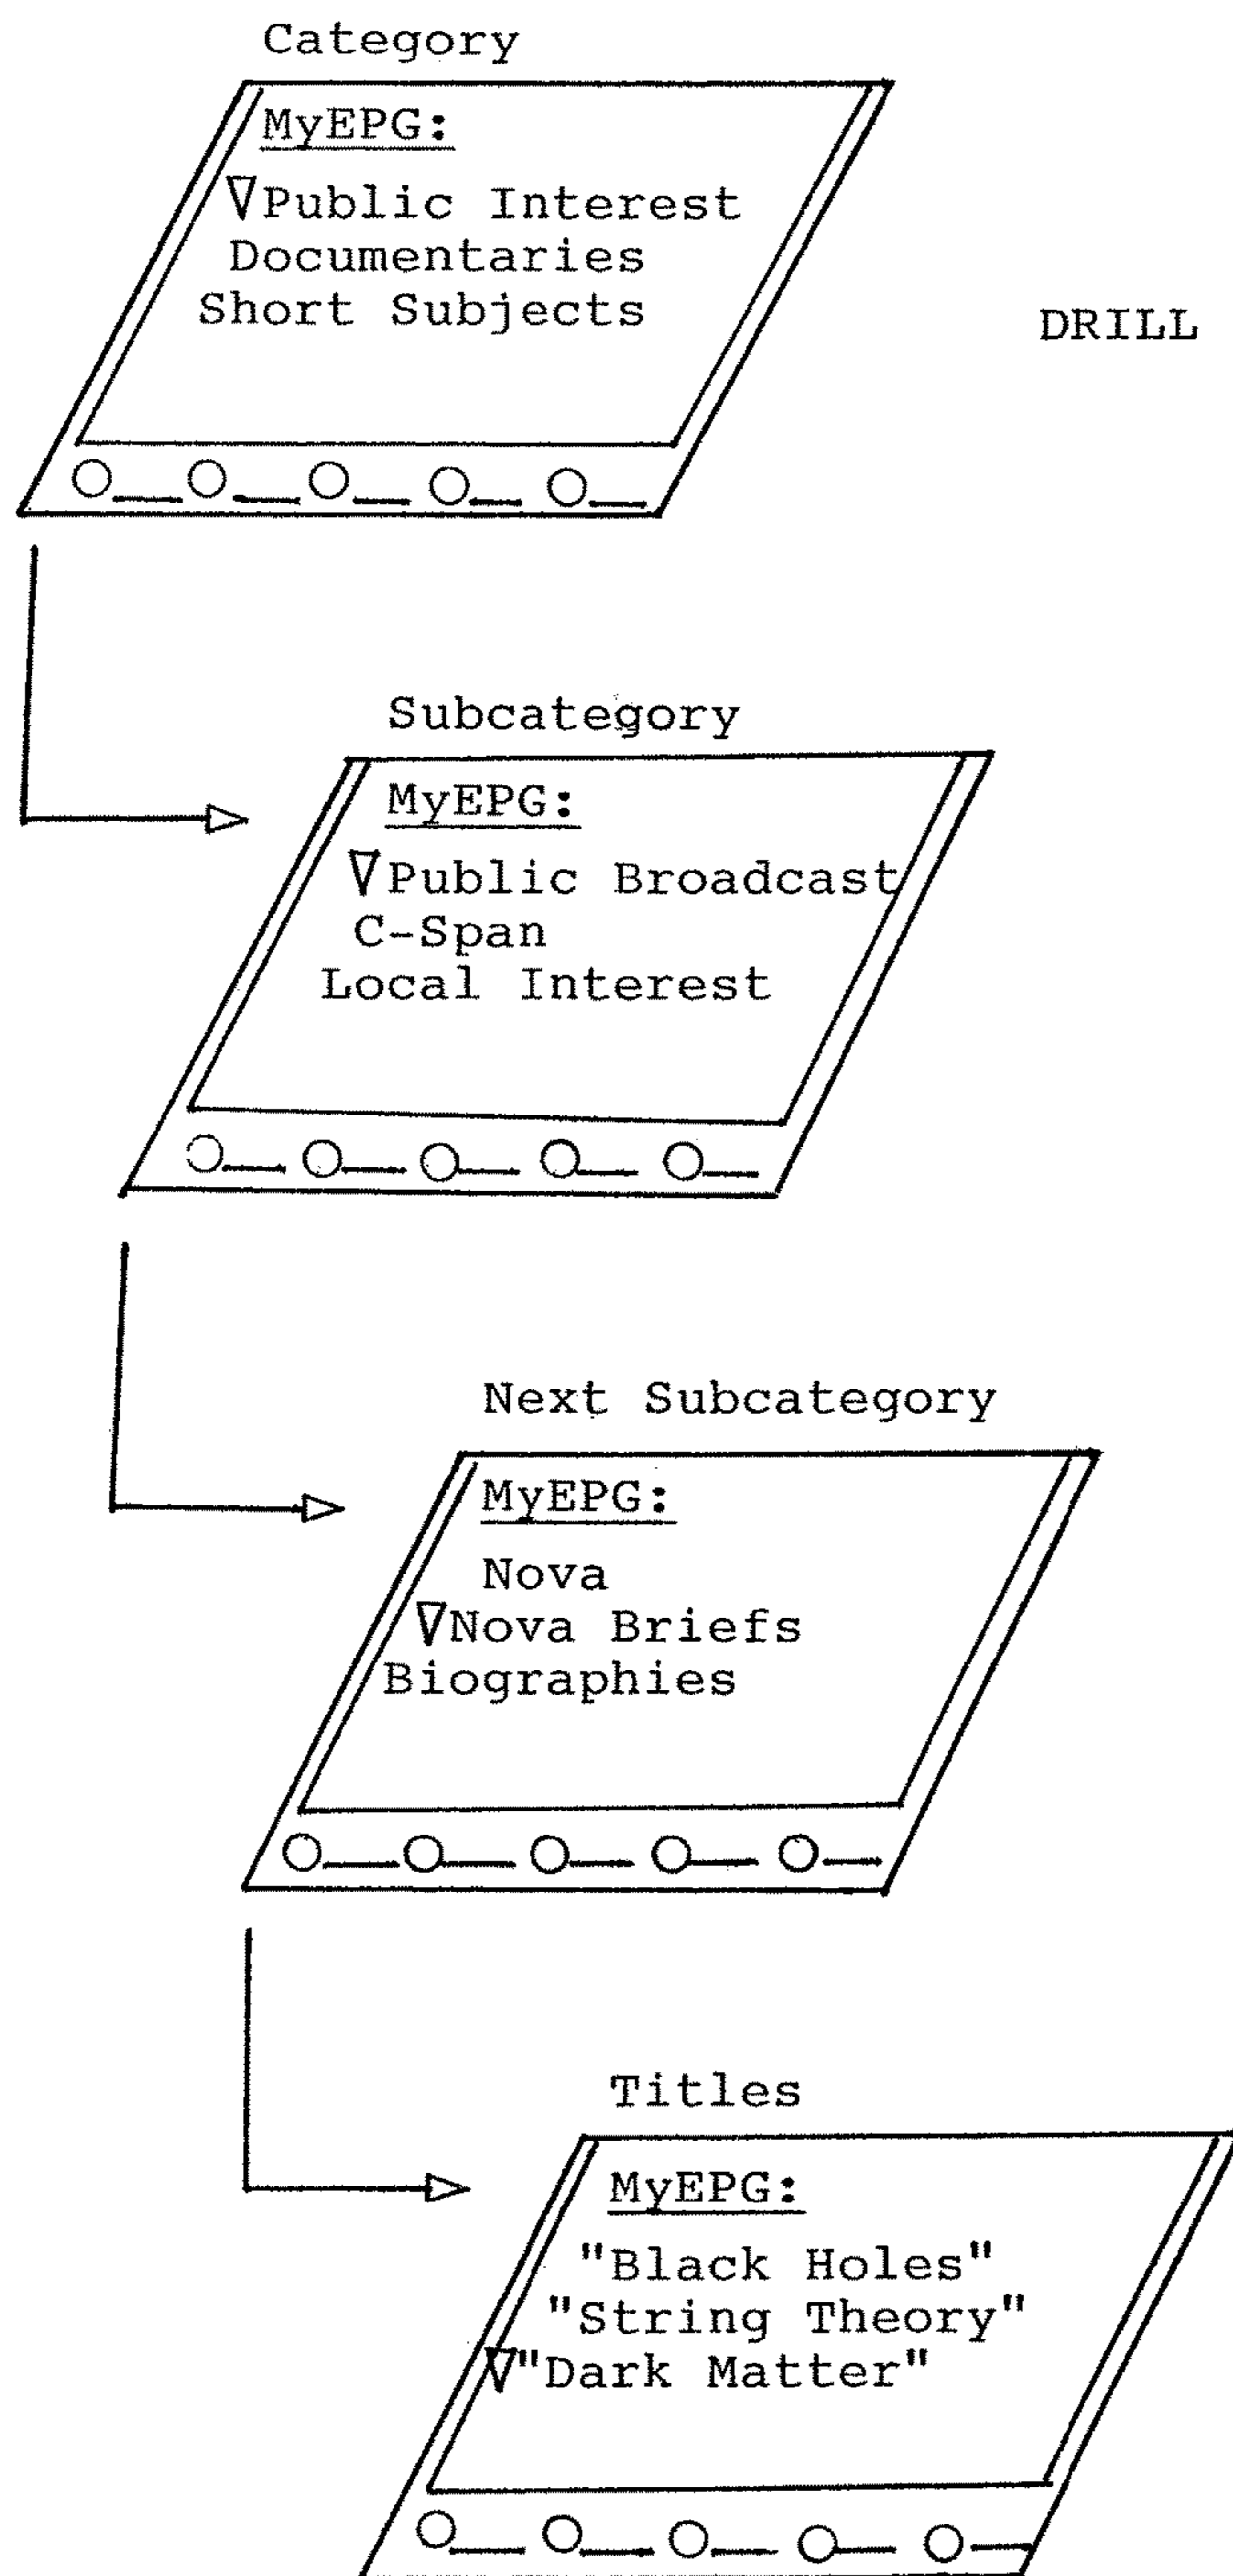 Category
MyEPG:
Public Interest
Documentaries
Short Subjects
DRILL
Subcategory
MyEPG:
Public Broadcast
C-Span
Local Interest
Next Subcategory
MyEPG:
Nova
Nova Briefs
Biographies
Titles
MyEPG:
"Black Holes"
"String Theory"
"Dark Matter"